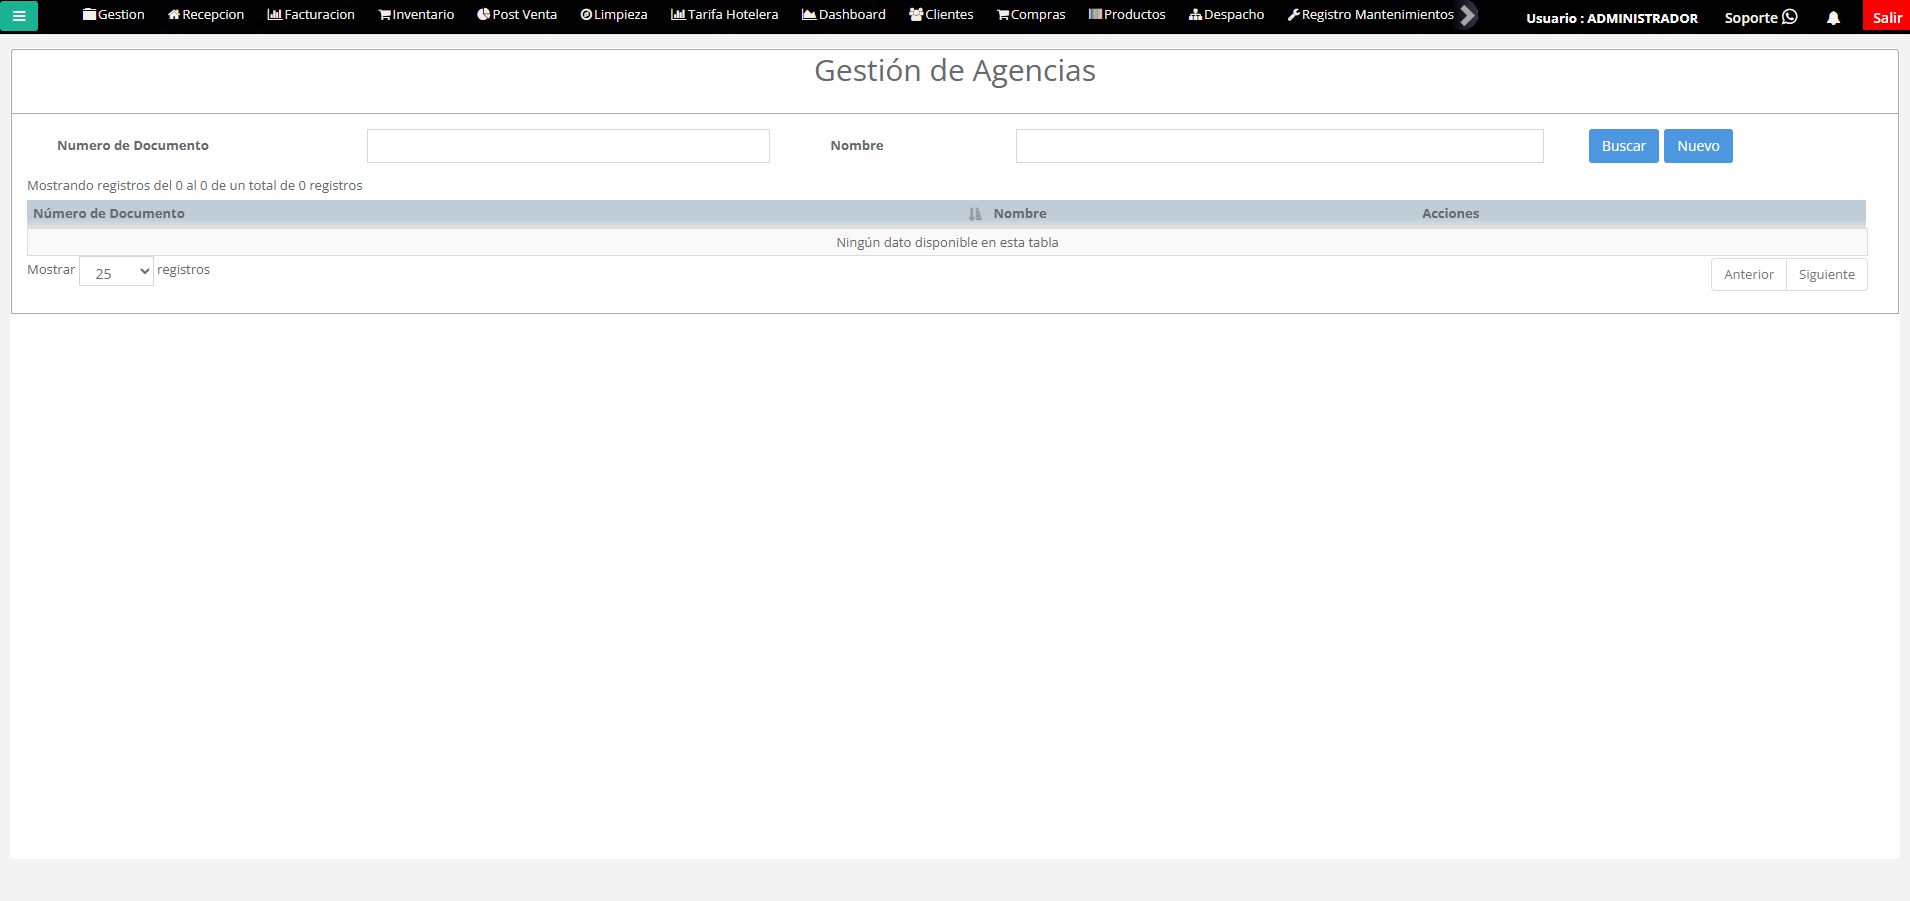 Gestion Recepcion Facturacion Inventario Post Venta Limpieza Tarifa Hotelera Dashboard Clientes Compras Productos Despacho Registro Mantenimientos Usuario : ADMINISTRADOR Soporte Salir
Gestión de Agencias
Numero de Documento Nombre Buscar Nuevo
Mostrando registros del 0 al 0 de un total de 0 registros
Número de Documento Nombre Acciones
Ningún dato disponible en esta tabla
Mostrar 25 registros Anterior Siguiente